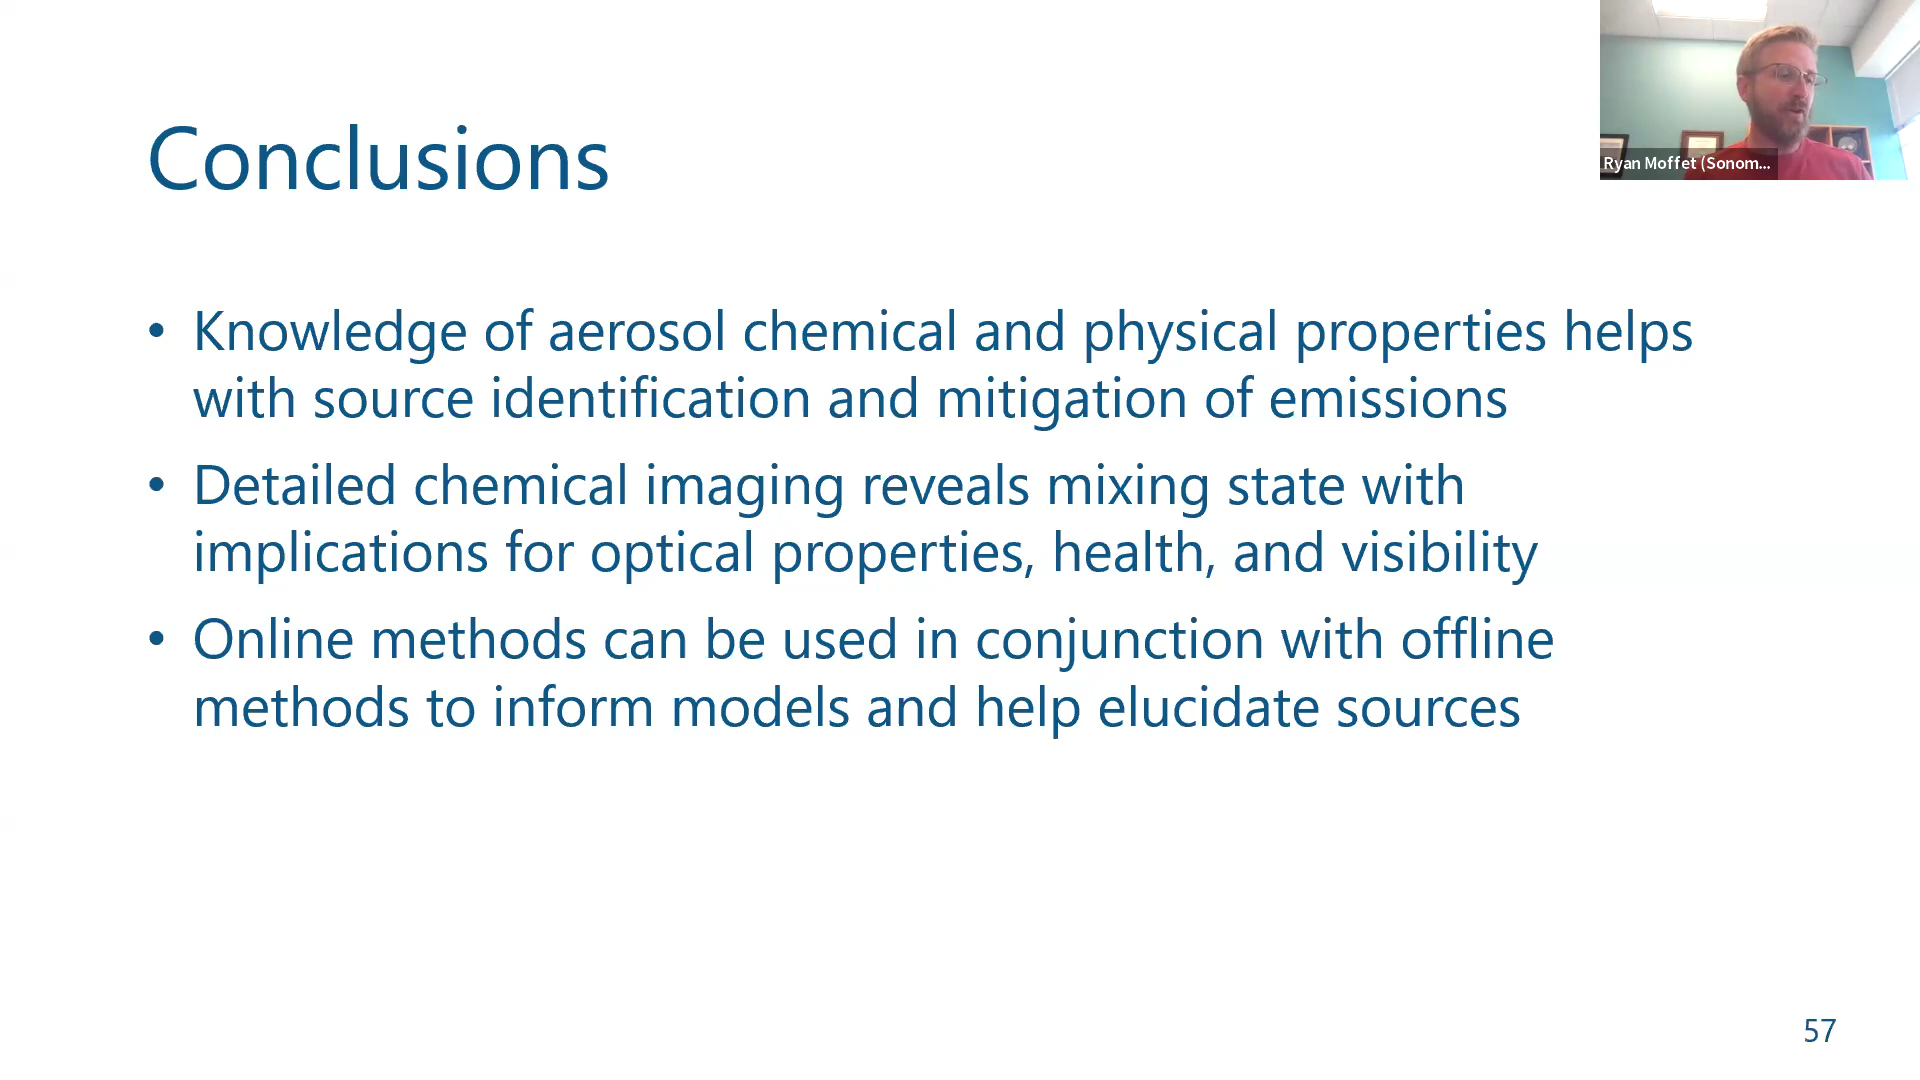 Ryan Moffet (Sonom...
Conclusions
• Knowledge of aerosol chemical and physical properties helps
with source identification and mitigation of emissions
• Detailed chemical imaging reveals mixing state with
implications for optical properties, health, and visibility
• Online methods can be used in conjunction with offline
methods to inform models and help elucidate sources
57